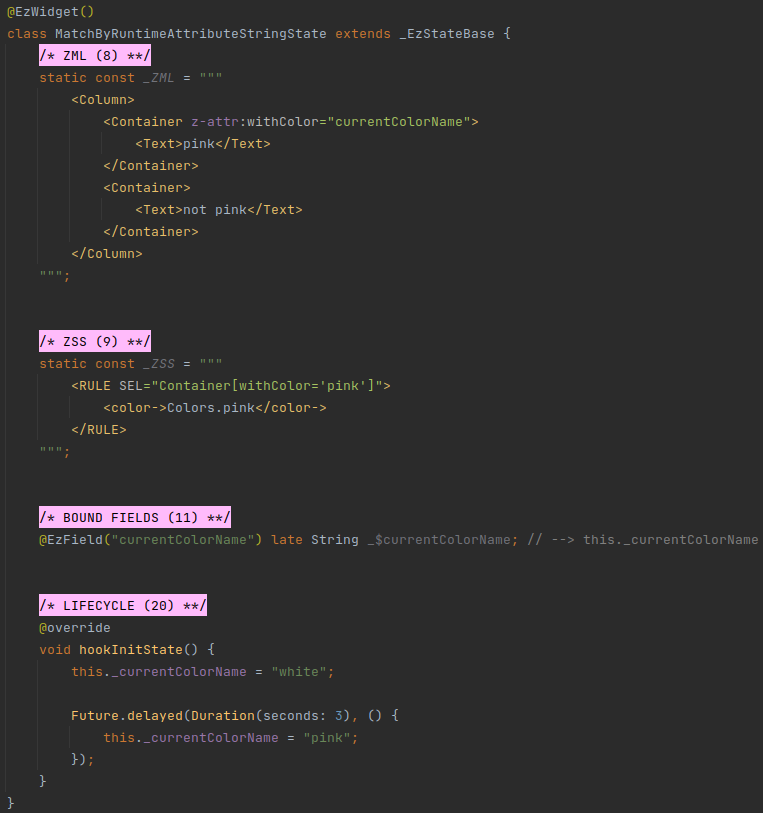 @EzWidget()
class MatchByRuntimeAttributeStringState extends _EzStateBase {
    /* ZML (8) **/
    static const _ZML = """
        <Column>
            <Container z-attr:withColor="currentColorName">
                <Text>pink</Text>
            </Container>
            <Container>
                <Text>not pink</Text>
            </Container>
        </Column>
    """;
    /* ZSS (9) **/
    static const _ZSS = """
        <RULE SEL="Container[withColor='pink']">
            <color->Colors.pink</color->
        </RULE>
    """;
    /* BOUND FIELDS (11) **/
    @EzField("currentColorName") late String _$currentColorName; // --> this._currentColorName
    /* LIFECYCLE (20) **/
    @override
    void hookInitState() {
        this._currentColorName = "white";
        Future.delayed(Duration(seconds: 3), () {
            this._currentColorName = "pink";
        });
    }
}